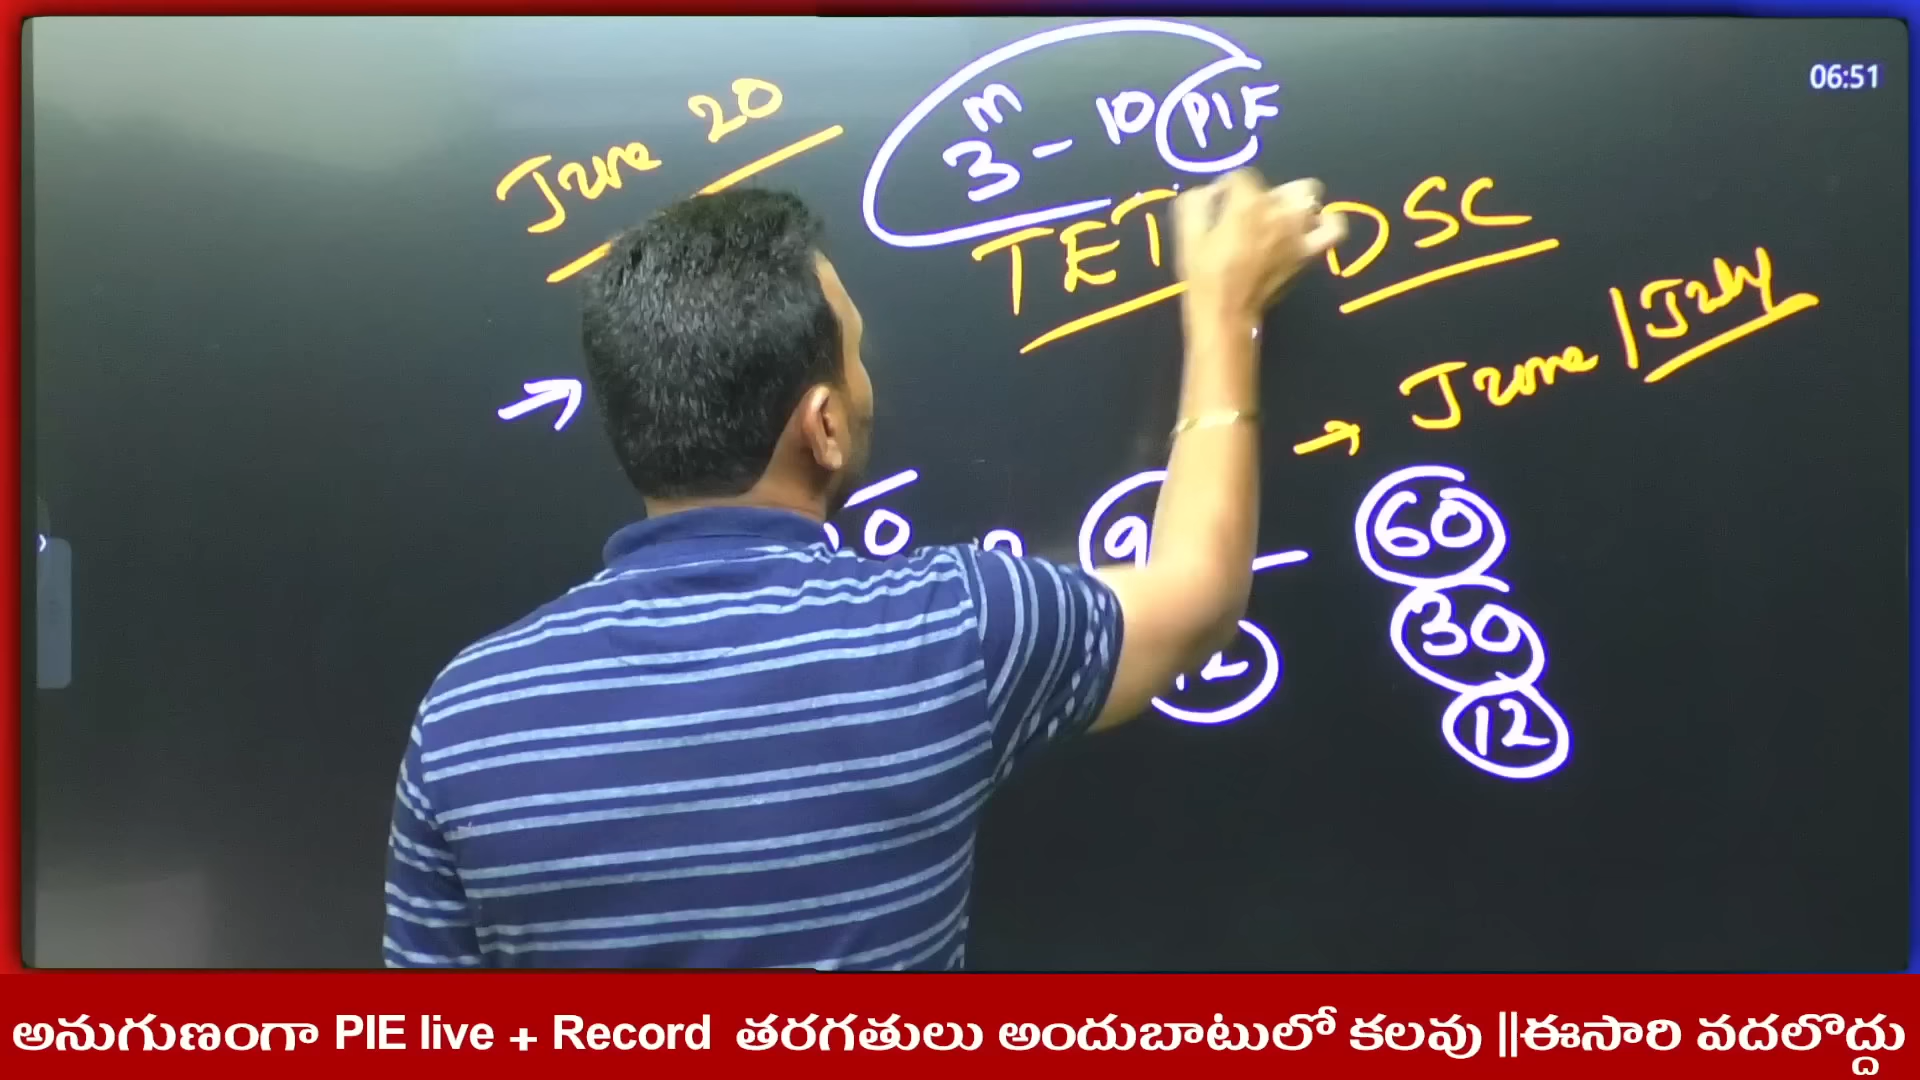 06:51
June 20
3 m - 10 PIE
TET DSC
June / July
60
30
12
అనుగుణంగా PIE live + Record తరగతులు అందుబాటులో కలవు ||ఈసారి వదలొద్దు